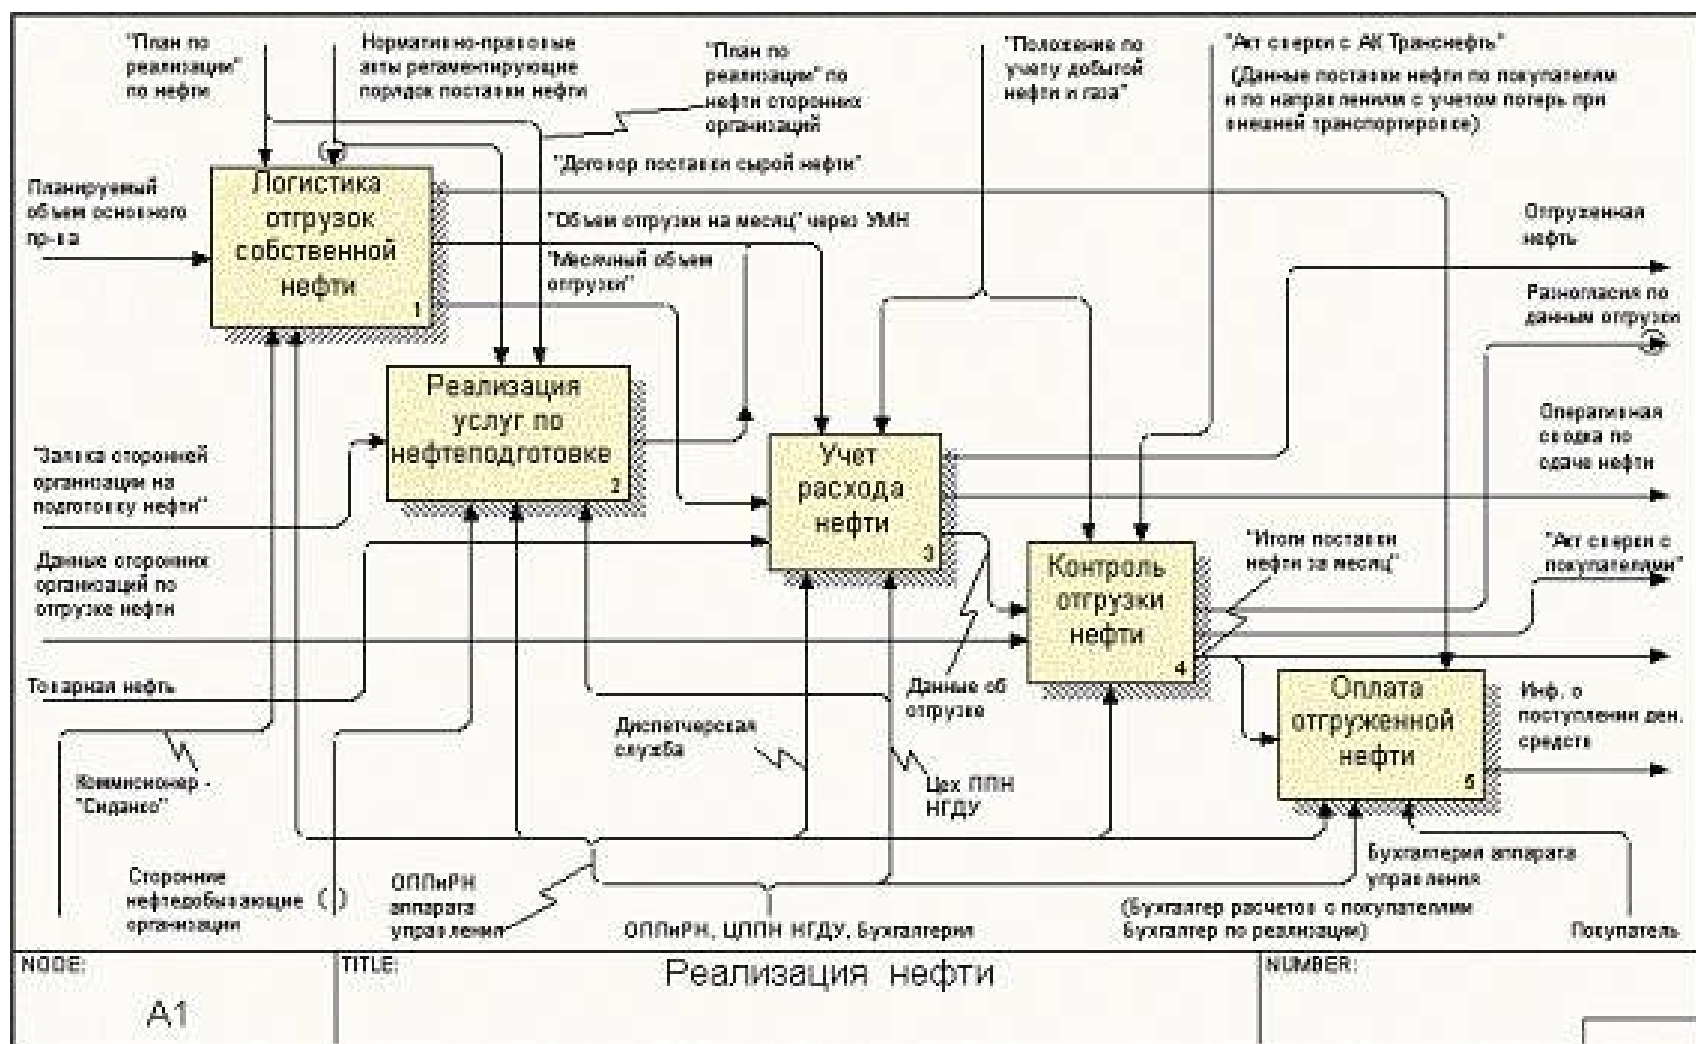 "План по
реализации"
по нефти
Нормативно-правовые
акты регаментирующие
порядок поставки нефти
"План по
реализации" по
нефти сторонних
организаций
"Положение по
учету добытой
нефти и газа"
"Акт сверки с АК Транснефть"
(Данные поставки нефти по покупателям
и по направлениям с учетом потерь при
внешней транспортировке)
"Договор поставки сырой нефти"
Планируемый
объем основного
пр-ва
Логистика
отгрузок
собственной
нефти
1
"Объем отгрузки на месяц" через УМН
"Месячный объем
отгрузки"
Отгруженная
нефть
Разногласия по
данным отгрузки
Реализация
услуг по
нефтеподготовке
2
"Заявка сторонней
организации на
подготовку нефти"
Учет
расхода
нефти
3
Оперативная
сводка по
сдаче нефти
Данные сторонних
организаций по
отгрузке нефти
Контроль
отгрузки
нефти
4
"Итоги поставки
нефти за месяц"
"Акт сверки с
покупателями"
Товарная нефть
Данные об
отгрузке
Оплата
отгруженной
нефти
5
Инф. о
поступлении ден.
средств
Диспетчерская
служба
Коммисионер -
"Сиданко"
Цех ППН
НГДУ
Сторонние
нефтедобывающие
организации
ОППиРН
аппарата
управления
ОППиРН, ЦППН НГДУ, Бухгалтерия
Бухгалтерия аппарата
управления
(Бухгалтер расчетов с покупателями
Бухгалтер по реализации)
Покупатель
NODE:
A1
TITLE:
Реализация нефти
NUMBER: